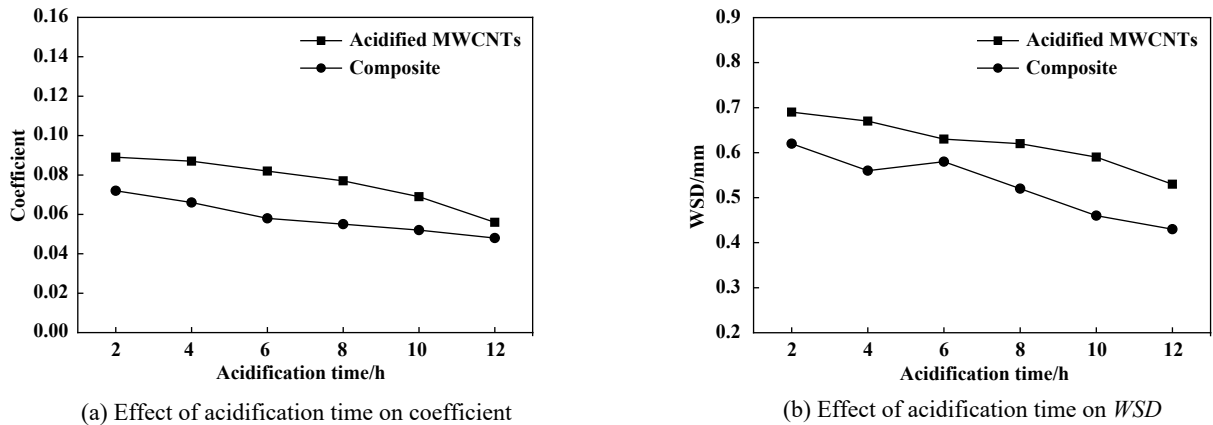 0.16
0.14
0.12
0.10
0.08
0.06
0.04
0.02
0.00
Coefficient
Acidified MWCNTs
Composite
2 4 6 8 10 12
Acidification time/h
(a) Effect of acidification time on coefficient
0.9
0.8
0.7
0.6
0.5
0.4
0.3
0.2
WSD/mm
Acidified MWCNTs
Composite
2 4 6 8 10 12
Acidification time/h
(b) Effect of acidification time on WSD